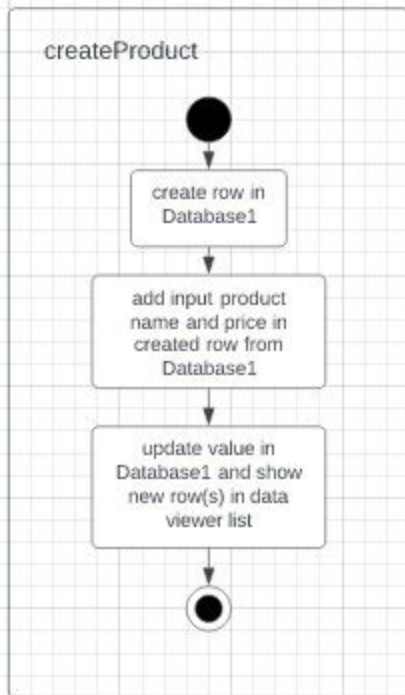 createProduct
create row in
Database1
add input product
name and price in
created row from
Database1
update value in
Database1 and show
new row(s) in data
viewer list